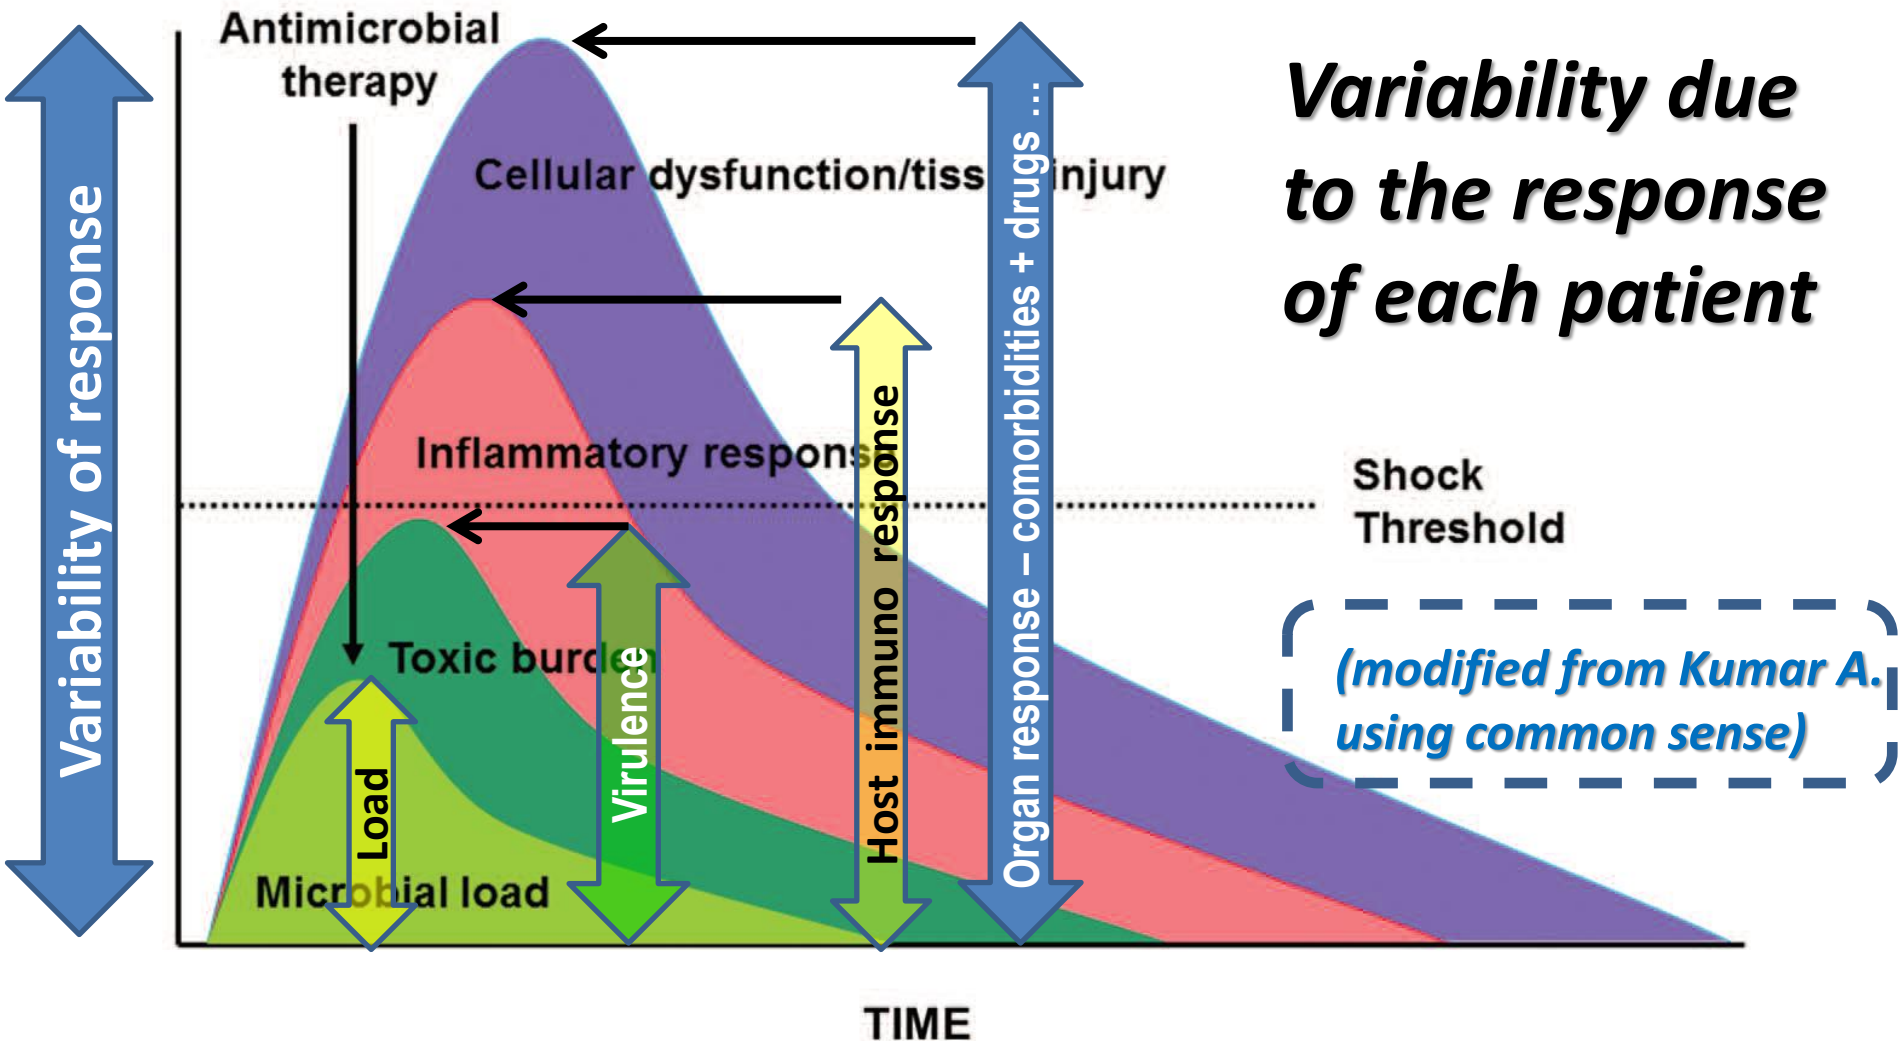 Antimicrobial
therapy
Variability due
to the response
of each patient
Cellular dysfunction/tiss injury
Variability of response
Organ response – comorbidities + drugs …
Host immuno response
Inflammatory response
Shock
Threshold
Toxic burden
Virulence
(modified from Kumar A.
using common sense)
Load
Microbial load
TIME